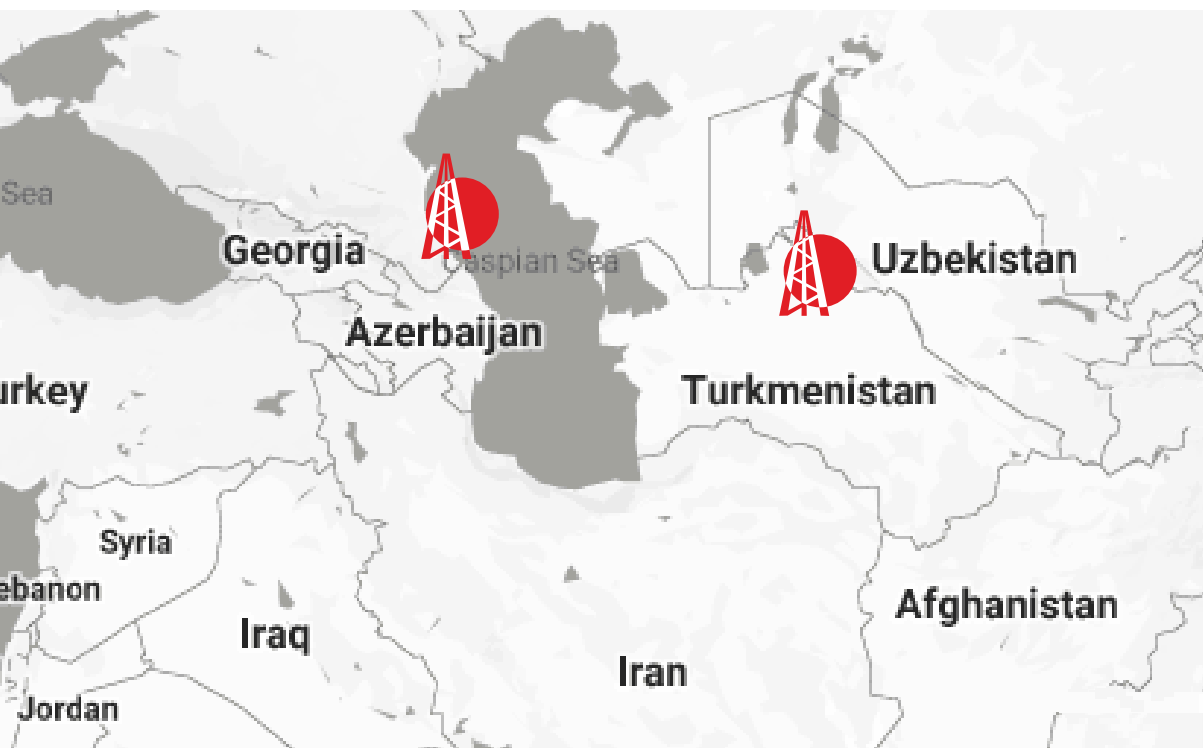 Sea
Georgia
Caspian Sea
Uzbekistan
Azerbaijan
urkey
Turkmenistan
Syria
ebanon
Afghanistan
Iraq
Iran
Jordan